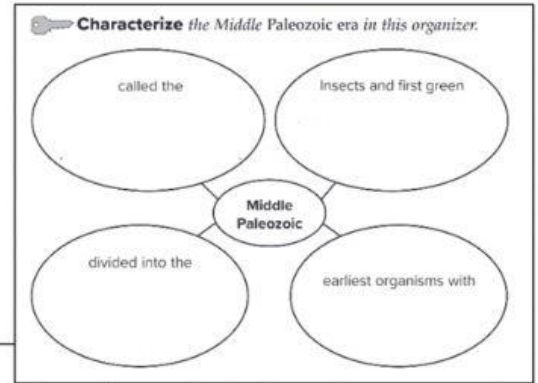 Characterize the Middle Paleozoic era in this organizer.
called the
Insects and first green
Middle
Paleozoic
divided into the
earliest organisms with